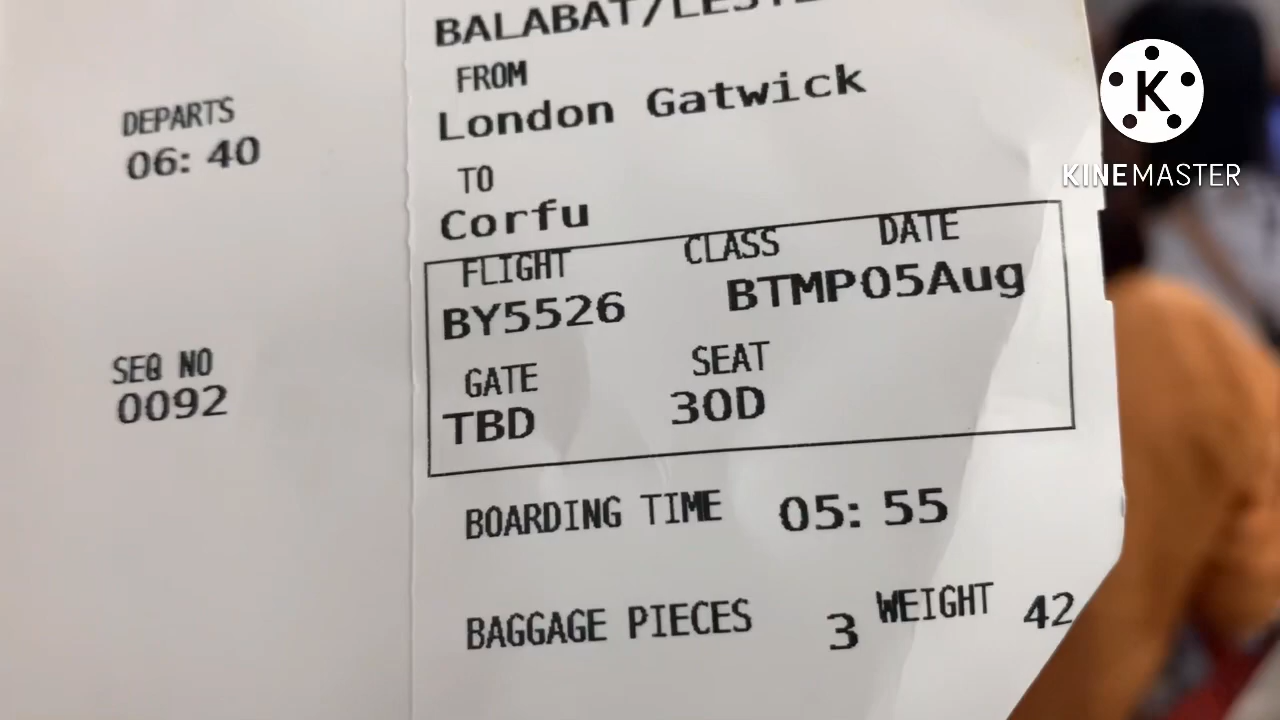 DEPARTS
06: 40
SEQ NO
0092
BALABAT/
FROM
London Gatwick
TO
Corfu
FLIGHT CLASS DATE
BY5526 BTMP05Aug
GATE SEAT
TBD 30D
BOARDING TIME 05: 55
BAGGAGE PIECES 3 WEIGHT 42
K
KINEMASTER